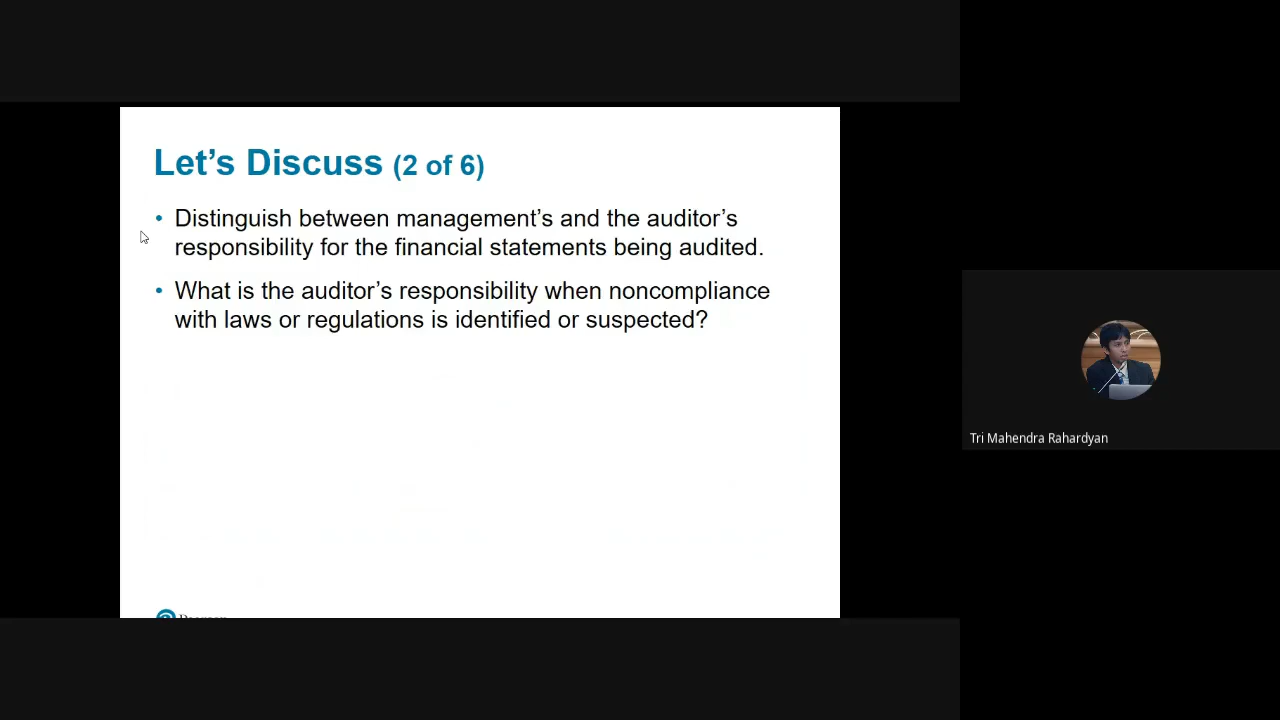 Let’s Discuss (2 of 6)
• Distinguish between management’s and the auditor’s
responsibility for the financial statements being audited.
• What is the auditor’s responsibility when noncompliance
with laws or regulations is identified or suspected?
Tri Mahendra Rahardyan